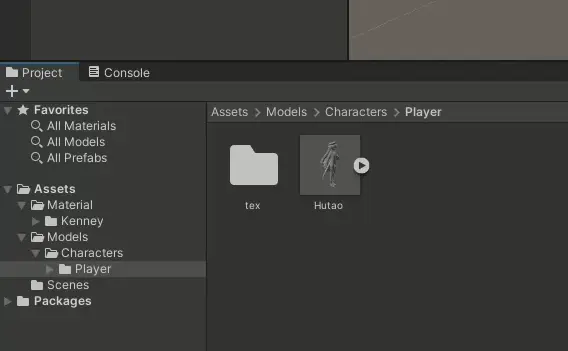 Project
Console
Favorites
All Materials
All Models
All Prefabs
Assets
Material
Kenney
Models
Characters
Player
Scenes
Packages
Assets > Models > Characters > Player
tex
Hutao